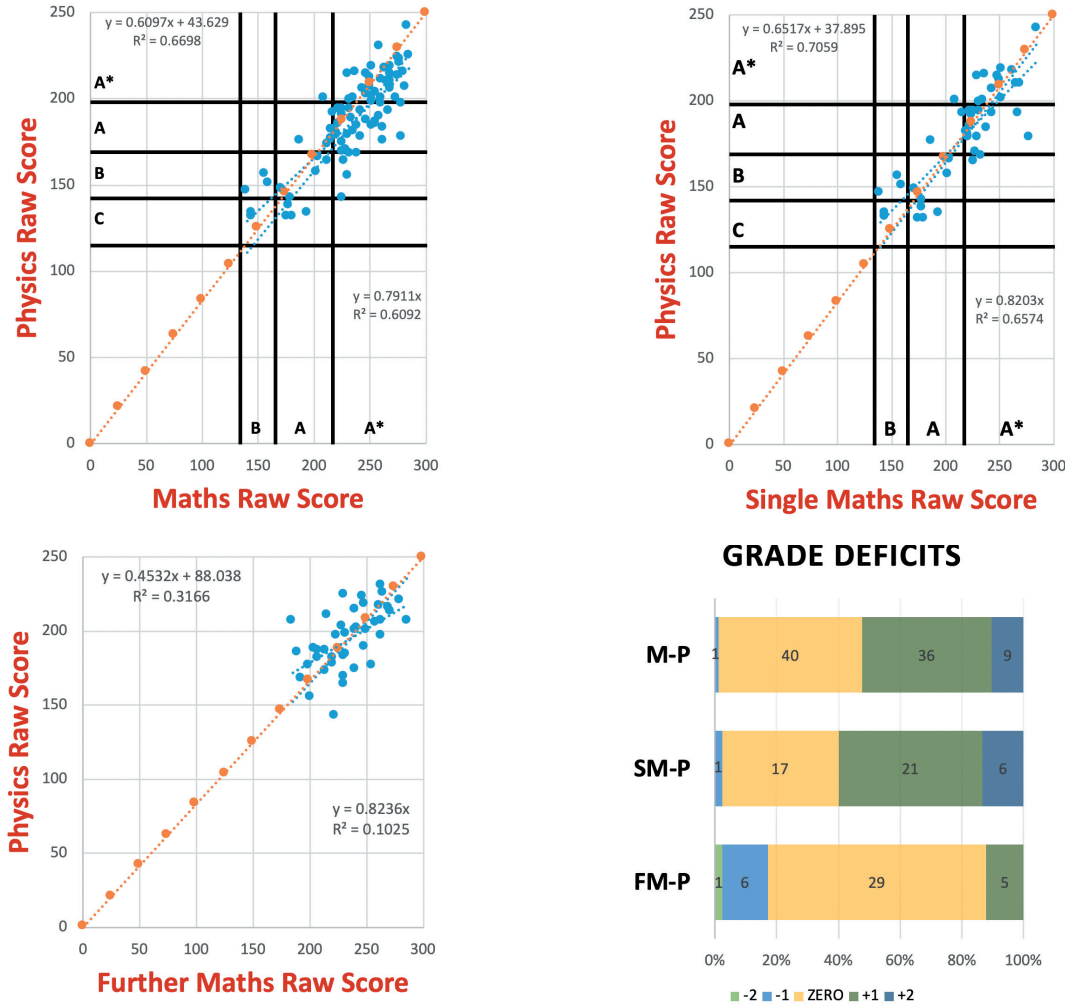 y = 0.6097x + 43.629
R² = 0.6698
250
200
150
100
50
0
A*
A
B
C
y = 0.7911x
R² = 0.6092
B A A*
0 50 100 150 200 250 300
Physics Raw Score
Maths Raw Score
y = 0.6517x + 37.895
R² = 0.7059
250
200
150
100
50
0
A*
A
B
C
y = 0.8203x
R² = 0.6574
B A A*
0 50 100 150 200 250 300
Physics Raw Score
Single Maths Raw Score
y = 0.4532x + 88.038
R² = 0.3166
250
200
150
100
50
0
y = 0.8236x
R² = 0.1025
0 50 100 150 200 250 300
Physics Raw Score
Further Maths Raw Score
GRADE DEFICITS
M-P 1 40 36 9
SM-P 1 17 21 6
FM-P 1 6 29 5
0% 20% 40% 60% 80% 100%
-2 -1 ZERO +1 +2